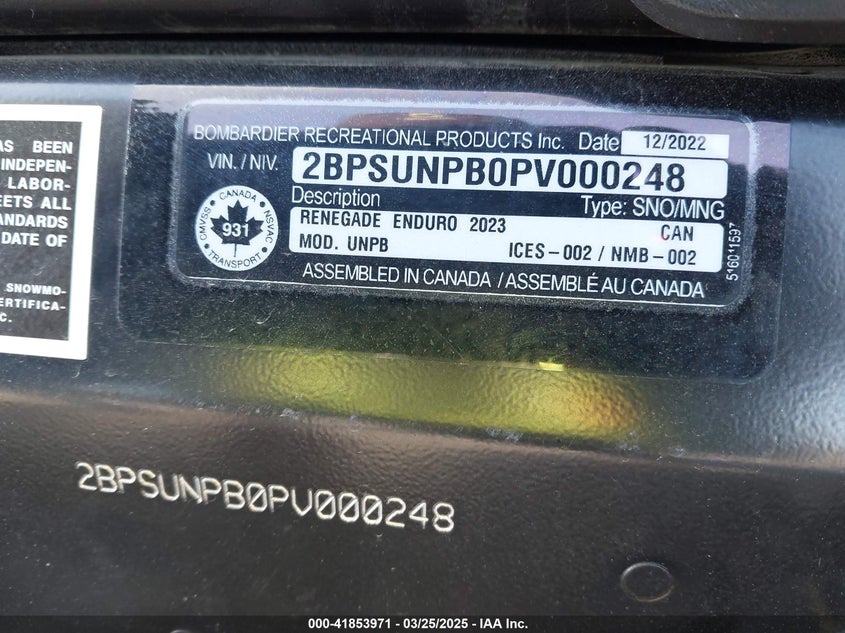 AS BEEN
INDEPEN-
LABOR-
EETS ALL
ANDARDS
DATE OF
SNOWMO-
CERTIFICA-
C.
BOMBARDIER RECREATIONAL PRODUCTS Inc. Date 12/2022
VIN. / NIV. 2BPSUNPB0PV000248
Description Type: SNO/MNG
RENEGADE ENDURO 2023 CAN
MOD. UNPB ICES-002 / NMB-002
ASSEMBLED IN CANADA / ASSEMBLÉ AU CANADA
CANADA
CMVSS 931 NSVAC
TRANSPORT
516011597
2BPSUNPB0PV000248
000-41853971 - 03/25/2025 - IAA Inc.